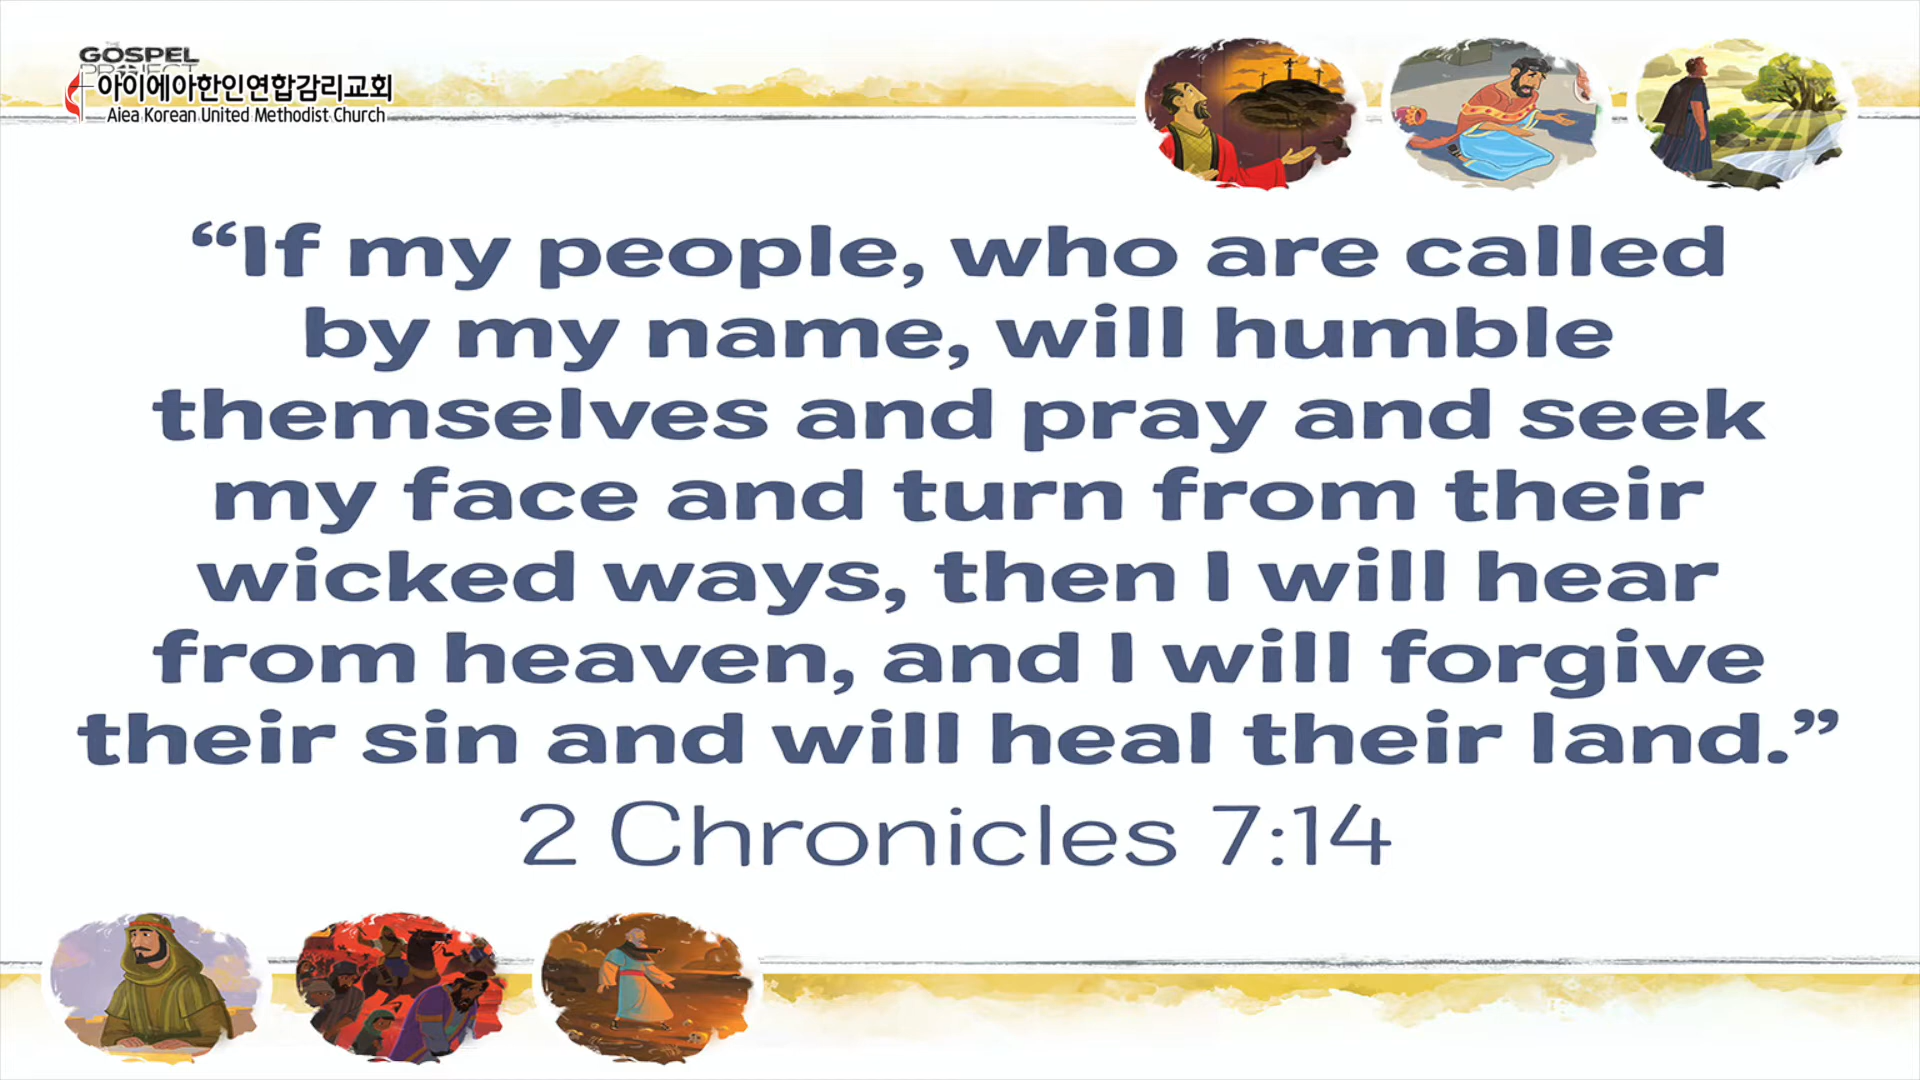 GOSPEL
PROJECT
아이에아한인연합감리교회
Aiea Korean United Methodist Church
“If my people, who are called
by my name, will humble
themselves and pray and seek
my face and turn from their
wicked ways, then I will hear
from heaven, and I will forgive
their sin and will heal their land.”
2 Chronicles 7:14